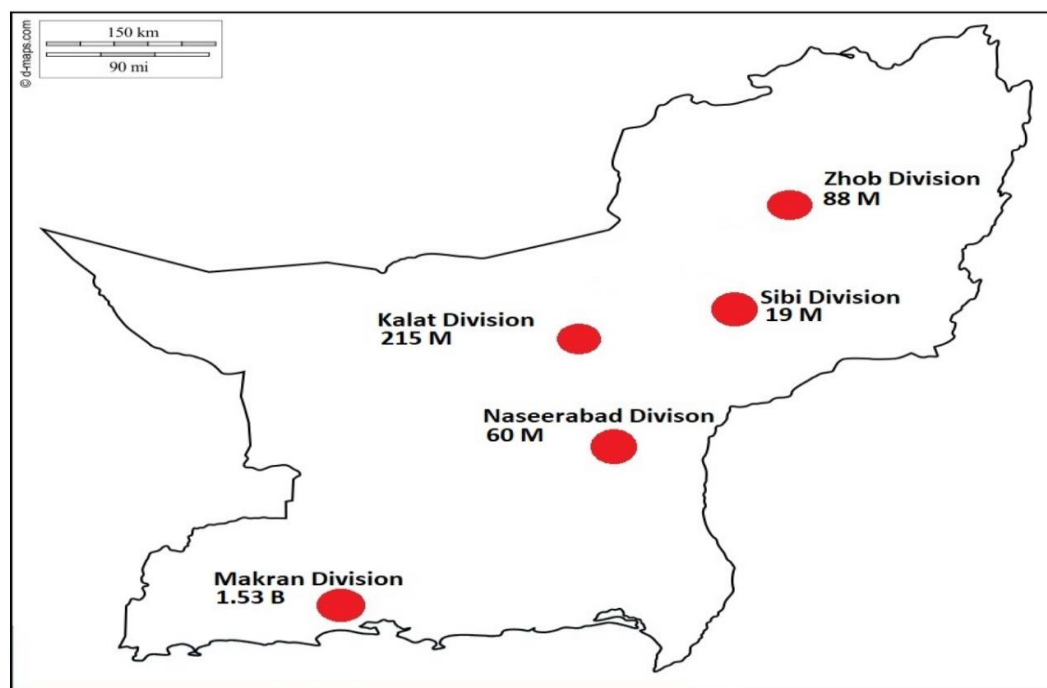 150 km
90 mi
© d-maps.com
Zhob Division
88 M
Sibi Division
19 M
Kalat Division
215 M
Naseerabad Divison
60 M
Makran Division
1.53 B